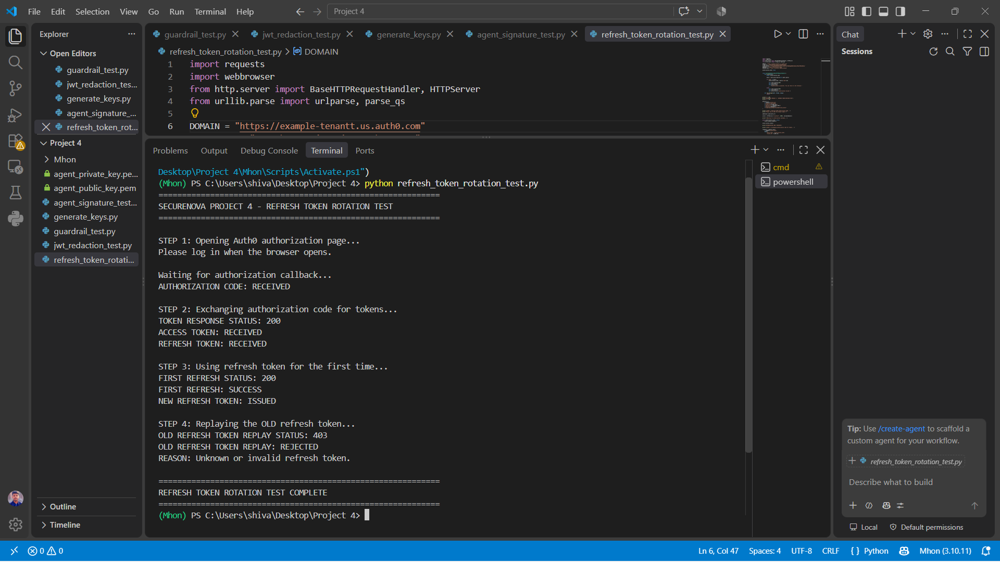 File Edit Selection View Go Run Terminal Help
Project 4
Explorer
Open Editors
guardrail_test.py
jwt_redaction_tes...
generate_keys.py
agent_signature_...
refresh_token_rot...
Project 4
Mhon
agent_private_key.pe...
agent_public_key.pem
agent_signature_test...
generate_keys.py
guardrail_test.py
jwt_redaction_test.py
refresh_token_rotati...
Outline
Timeline
guardrail_test.py jwt_redaction_test.py generate_keys.py agent_signature_test.py refresh_token_rotation_test.py
refresh_token_rotation_test.py > DOMAIN
1 import requests
2 import webbrowser
3 from http.server import BaseHTTPRequestHandler, HTTPServer
4 from urllib.parse import urlparse, parse_qs
5
6 DOMAIN = "https://example-tenantt.us.auth0.com"
Problems Output Debug Console Terminal Ports
cmd
powershell
Desktop\Project 4\Mhon\Scripts\Activate.ps1")
(Mhon) PS C:\Users\shiva\Desktop\Project 4> python refresh_token_rotation_test.py
============================================================
SECURENOVA PROJECT 4 - REFRESH TOKEN ROTATION TEST
============================================================
STEP 1: Opening Auth0 authorization page...
Please log in when the browser opens.
Waiting for authorization callback...
AUTHORIZATION CODE: RECEIVED
STEP 2: Exchanging authorization code for tokens...
TOKEN RESPONSE STATUS: 200
ACCESS TOKEN: RECEIVED
REFRESH TOKEN: RECEIVED
STEP 3: Using refresh token for the first time...
FIRST REFRESH STATUS: 200
FIRST REFRESH: SUCCESS
NEW REFRESH TOKEN: ISSUED
STEP 4: Replaying the OLD refresh token...
OLD REFRESH TOKEN REPLAY STATUS: 403
OLD REFRESH TOKEN REPLAY: REJECTED
REASON: Unknown or invalid refresh token.
============================================================
REFRESH TOKEN ROTATION TEST COMPLETE
============================================================
(Mhon) PS C:\Users\shiva\Desktop\Project 4>
Chat
Sessions
Tip: Use /create-agent to scaffold a
custom agent for your workflow.
refresh_token_rotation_test.py
Describe what to build
Local Default permissions
0 0
Ln 6, Col 47 Spaces: 4 UTF-8 CRLF { } Python Mhon (3.10.11)